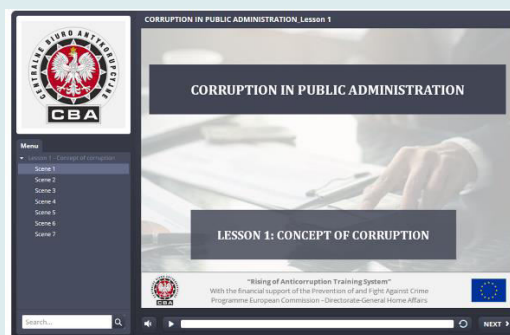 CORRUPTION IN PUBLIC ADMINISTRATION_Lesson 1
CENTRALNE BIURO ANTYKORUPCYJNE
CBA
Menu
Lesson 1 - Concept of corruption
Scene 1
Scene 2
Scene 3
Scene 4
Scene 5
Scene 6
Scene 7
Search...
CORRUPTION IN PUBLIC ADMINISTRATION
LESSON 1: CONCEPT OF CORRUPTION
"Rising of Anticorruption Training System"
With the financial support of the Prevention of and Fight Against Crime
Programme European Commission - Directorate-General Home Affairs
NEXT >